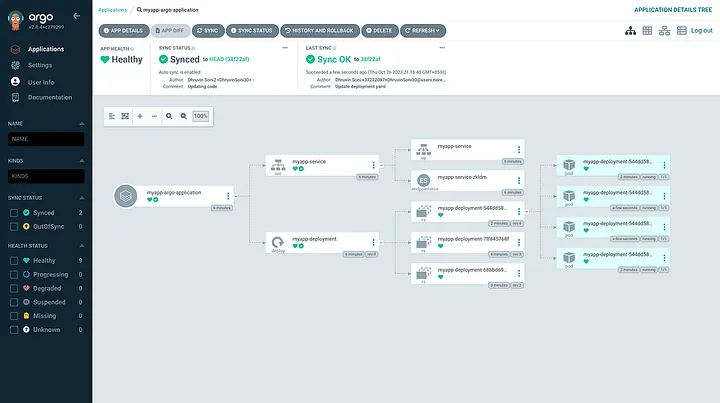 argo
v2.8.4+c279299
Applications
Settings
User Info
Documentation
NAME
NAME
KINDS
KINDS
SYNC STATUS
Synced 2
OutOfSync 0
HEALTH STATUS
Healthy 9
Progressing 0
Degraded 0
Suspended 0
Missing 0
Unknown 0
Applications / myapp-argo-application
APPLICATION DETAILS TREE
APP DETAILS
APP DIFF
SYNC
SYNC STATUS
HISTORY AND ROLLBACK
DELETE
REFRESH
Log out
APP HEALTH
Healthy
SYNC STATUS
Synced to HEAD (38f22af)
Auto sync is enabled.
Author: Dhruvin Soni <DhruvinSoni30+-
Comment: Updating code
LAST SYNC
Sync OK to 38f22af
Succeeded a few seconds ago (Thu Oct 26 2023 21:16:40 GMT+0530)
Author: Dhruvin Soni <37222087+DhruvinSoni30@users.nore...
Comment: Update deployment.yaml
100%
myapp-argo-application
6 minutes
svc
myapp-service
6 minutes
deploy
myapp-deployment
6 minutes
rev:4
ep
myapp-service
6 minutes
ES
endpointslice
myapp-service-zkldm
6 minutes
rs
myapp-deployment-544dd58...
2 minutes
rev:4
rs
myapp-deployment-7ff845768f
6 minutes
rs
myapp-deployment-68bbd69...
3 minutes
pod
myapp-deployment-544dd58...
2 minutes
running
1/1
pod
myapp-deployment-544dd58...
a few seconds
running
1/1
pod
myapp-deployment-544dd58...
a few seconds
running
1/1
pod
myapp-deployment-544dd58...
2 minutes
running
1/1